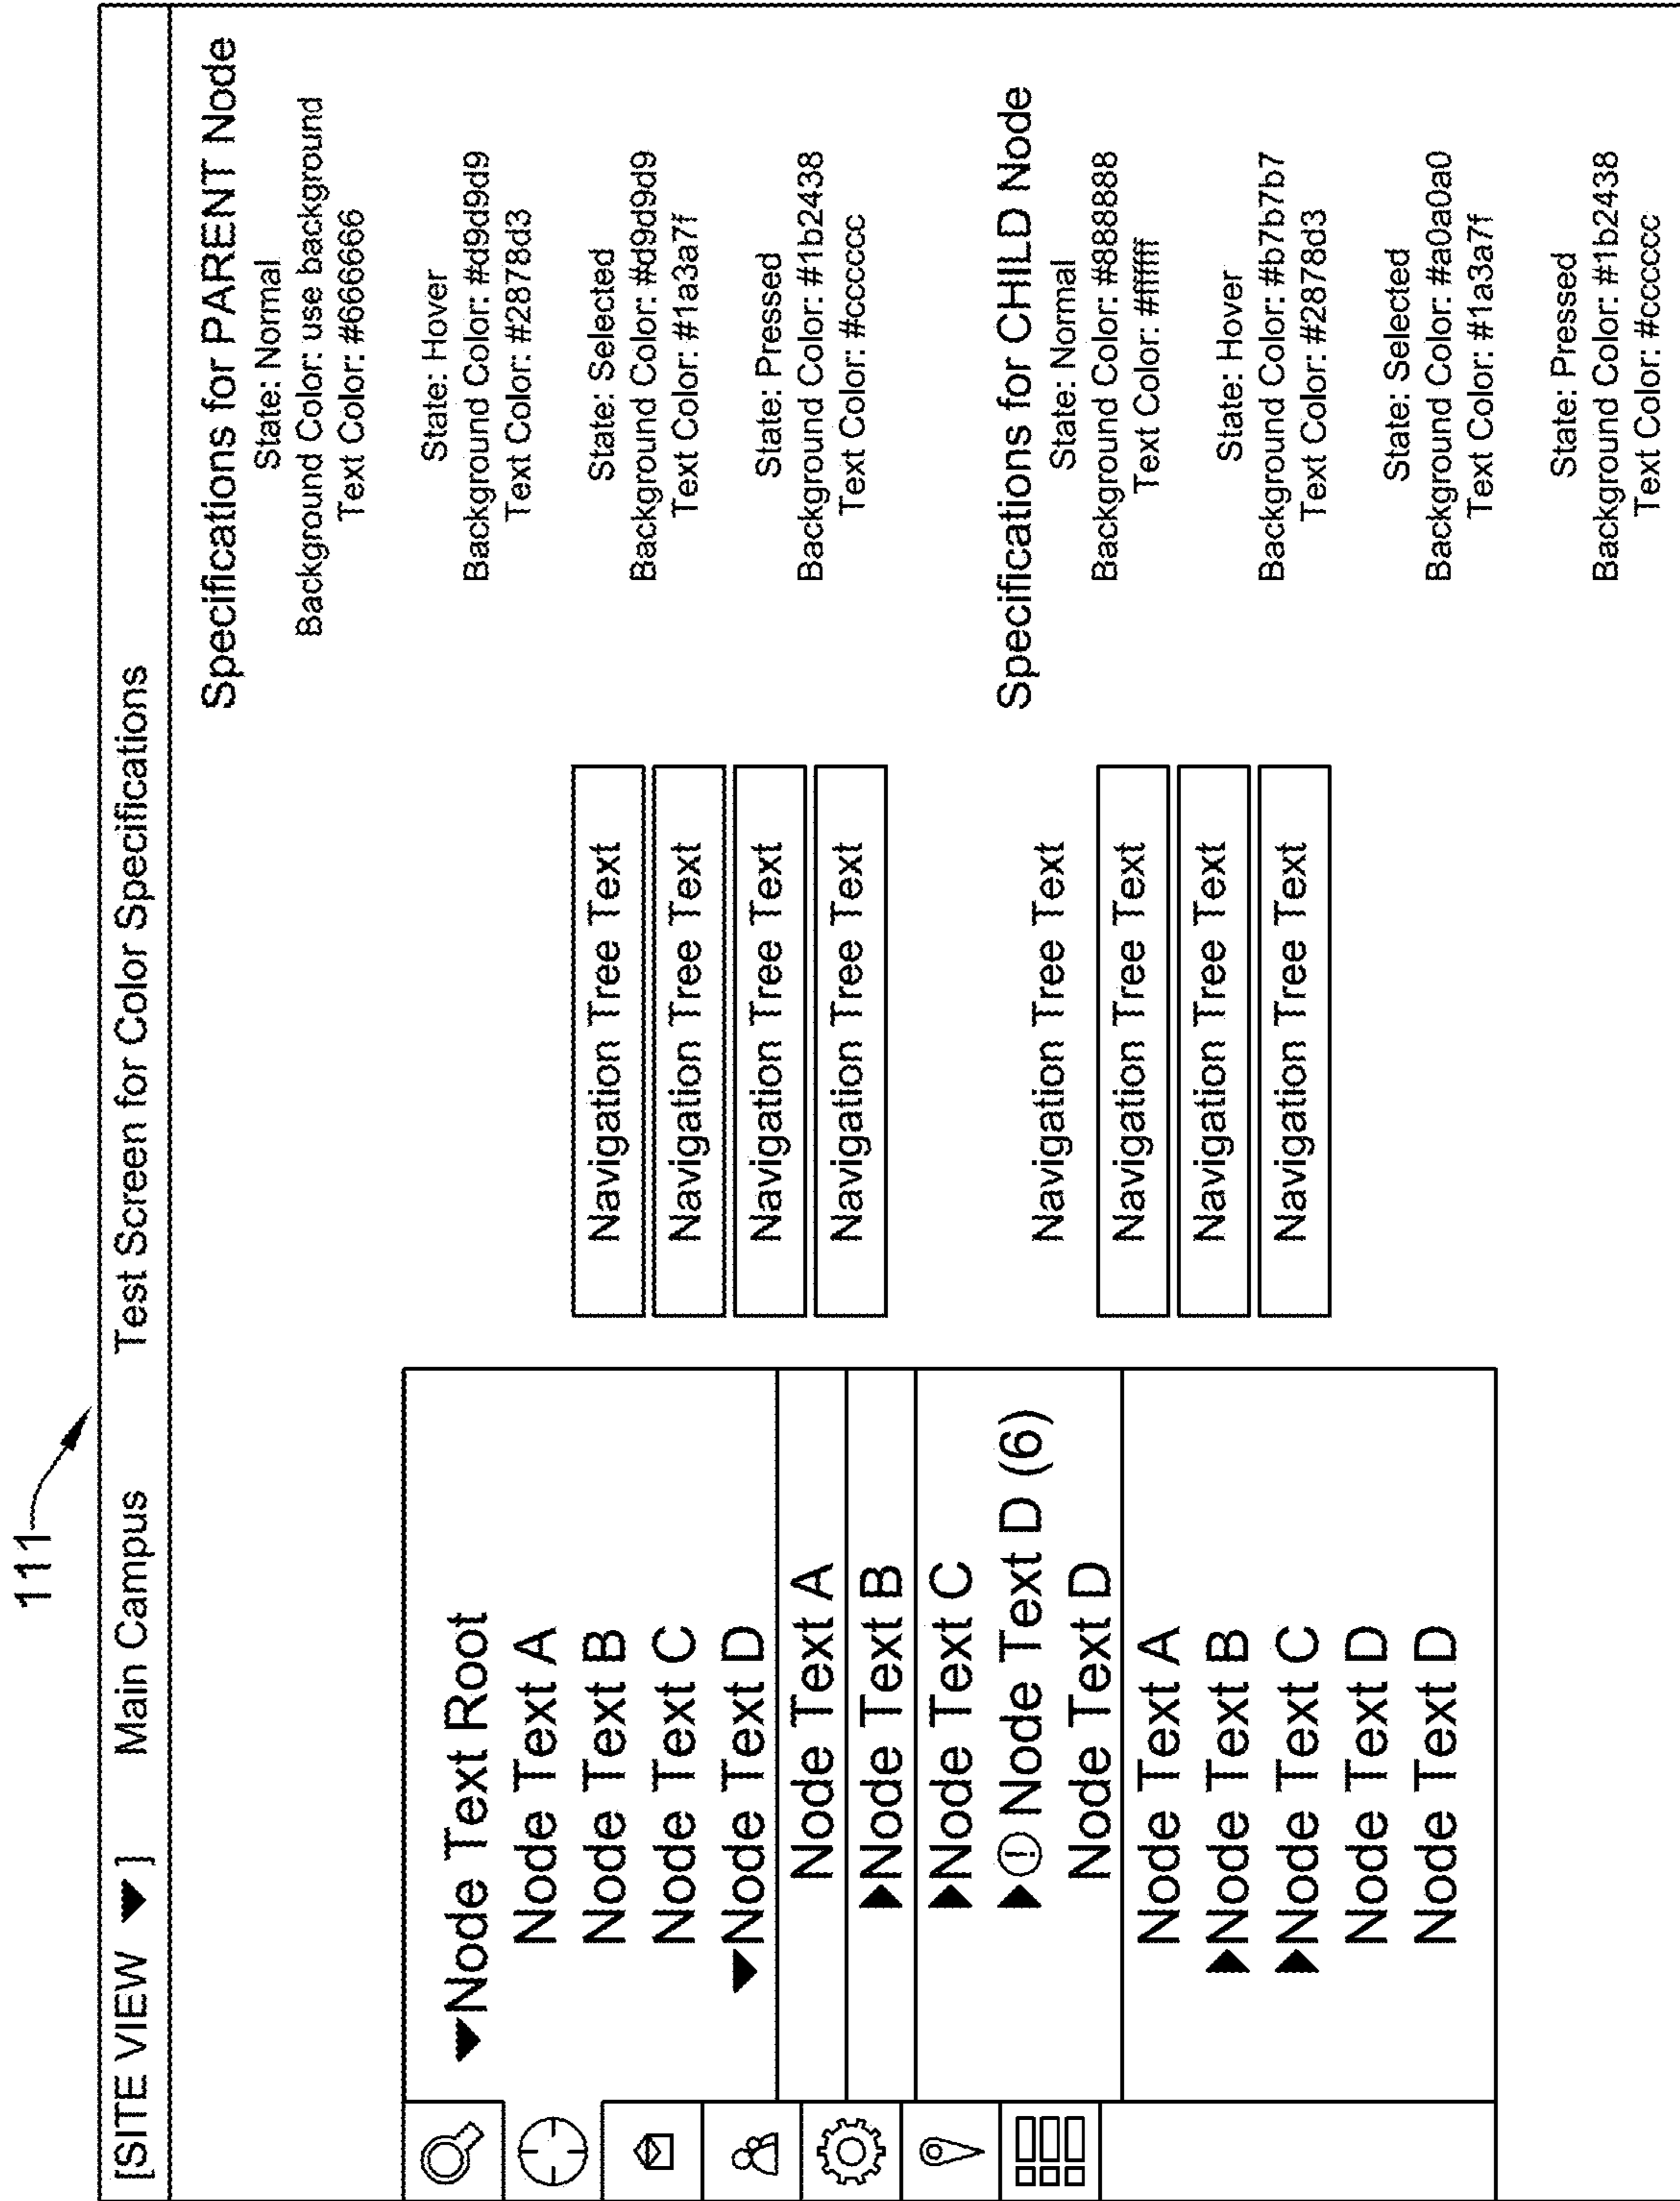 111
[SITE VIEW ▼ ] Main Campus Test Screen for Color Specifications
▼Node Text Root
Node Text A
Node Text B
Node Text C
▼Node Text D
Node Text A
▶Node Text B
▶Node Text C
▶! Node Text D (6)
Node Text D
Node Text A
▶Node Text B
▶Node Text C
Node Text D
Node Text D
Navigation Tree Text
Navigation Tree Text
Navigation Tree Text
Navigation Tree Text
Navigation Tree Text
Navigation Tree Text
Navigation Tree Text
Navigation Tree Text
Specifications for PARENT Node
State: Normal
Background Color: use background
Text Color: #666666
State: Hover
Background Color: #d9d9d9
Text Color: #2878d3
State: Selected
Background Color: #d9d9d9
Text Color: #1a3a7f
State: Pressed
Background Color: #1b2438
Text Color: #cccccc
Specifications for CHILD Node
State: Normal
Background Color: #888888
Text Color: #ffffff
State: Hover
Background Color: #b7b7b7
Text Color: #2878d3
State: Selected
Background Color: #a0a0a0
Text Color: #1a3a7f
State: Pressed
Background Color: #1b2438
Text Color: #cccccc